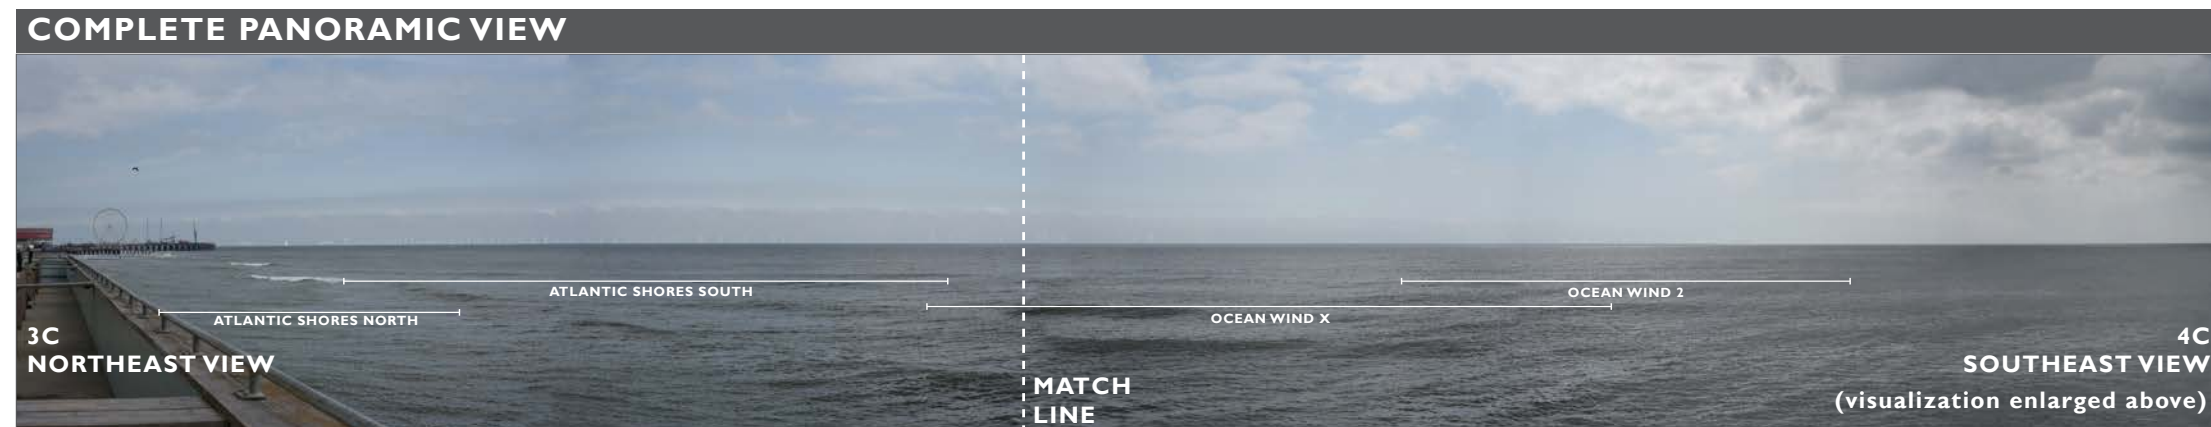 COMPLETE PANORAMIC VIEW
ATLANTIC SHORES SOUTH
OCEAN WIND 2
ATLANTIC SHORES NORTH
OCEAN WIND X
3C
NORTHEAST VIEW
4C
SOUTHEAST VIEW
(visualization enlarged above)
MATCH
LINE